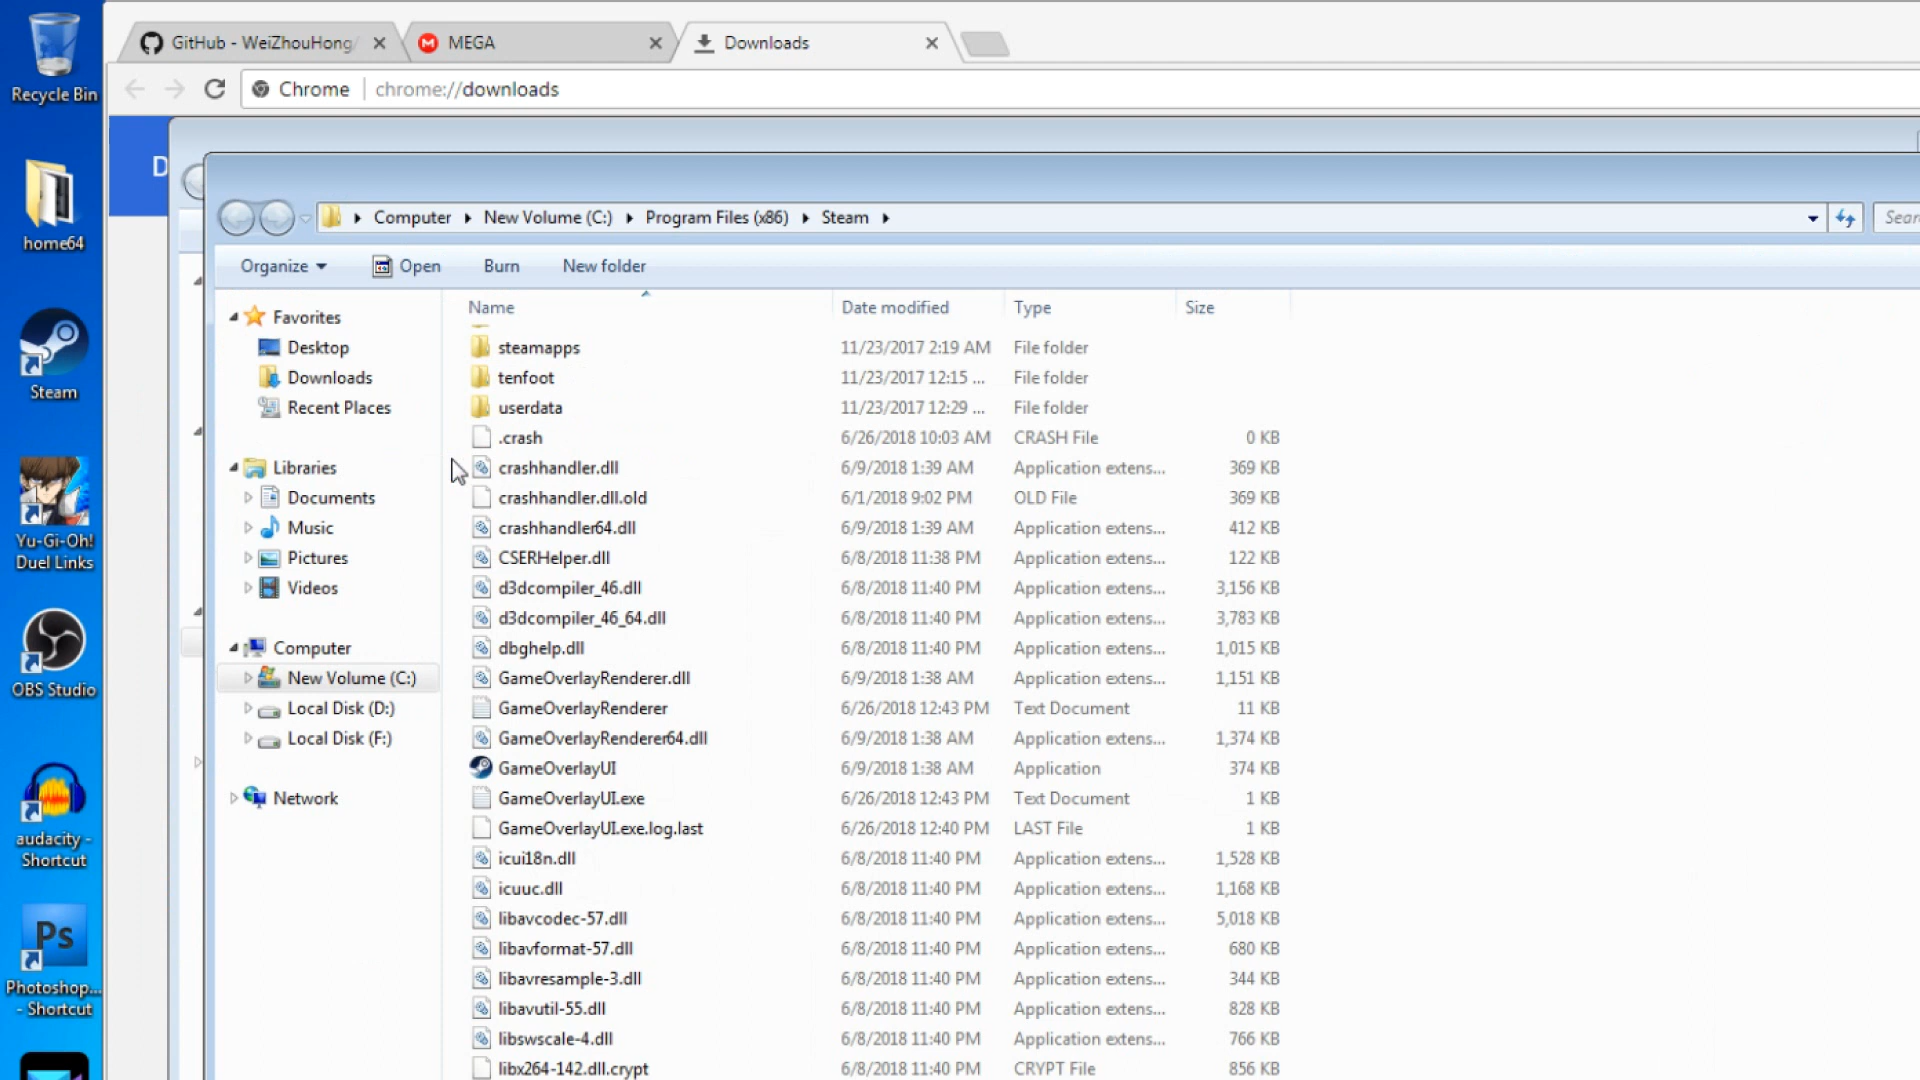 Recycle Bin
home64
Steam
Yu-Gi-Oh!
Duel Links
OBS Studio
audacity -
Shortcut
Ps
Photoshop...
- Shortcut
GitHub - WeiZhouHong/
MEGA
Downloads
Chrome | chrome://downloads
D
Computer New Volume (C:) Program Files (x86) Steam
Sear
Organize Open Burn New folder
Favorites
Desktop
Downloads
Recent Places
Libraries
Documents
Music
Pictures
Videos
Computer
New Volume (C:)
Local Disk (D:)
Local Disk (F:)
Network
Name Date modified Type Size
steamapps 11/23/2017 2:19 AM File folder
tenfoot 11/23/2017 12:15 ... File folder
userdata 11/23/2017 12:29 ... File folder
.crash 6/26/2018 10:03 AM CRASH File 0 KB
crashhandler.dll 6/9/2018 1:39 AM Application extens... 369 KB
crashhandler.dll.old 6/1/2018 9:02 PM OLD File 369 KB
crashhandler64.dll 6/9/2018 1:39 AM Application extens... 412 KB
CSERHelper.dll 6/8/2018 11:38 PM Application extens... 122 KB
d3dcompiler_46.dll 6/8/2018 11:40 PM Application extens... 3,156 KB
d3dcompiler_46_64.dll 6/8/2018 11:40 PM Application extens... 3,783 KB
dbghelp.dll 6/8/2018 11:40 PM Application extens... 1,015 KB
GameOverlayRenderer.dll 6/9/2018 1:38 AM Application extens... 1,151 KB
GameOverlayRenderer 6/26/2018 12:43 PM Text Document 11 KB
GameOverlayRenderer64.dll 6/9/2018 1:38 AM Application extens... 1,374 KB
GameOverlayUI 6/9/2018 1:38 AM Application 374 KB
GameOverlayUI.exe 6/26/2018 12:43 PM Text Document 1 KB
GameOverlayUI.exe.log.last 6/26/2018 12:40 PM LAST File 1 KB
icui18n.dll 6/8/2018 11:40 PM Application extens... 1,528 KB
icuuc.dll 6/8/2018 11:40 PM Application extens... 1,168 KB
libavcodec-57.dll 6/8/2018 11:40 PM Application extens... 5,018 KB
libavformat-57.dll 6/8/2018 11:40 PM Application extens... 680 KB
libavresample-3.dll 6/8/2018 11:40 PM Application extens... 344 KB
libavutil-55.dll 6/8/2018 11:40 PM Application extens... 828 KB
libswscale-4.dll 6/8/2018 11:40 PM Application extens... 766 KB
libx264-142.dll.crypt 6/8/2018 11:40 PM CRYPT File 856 KB